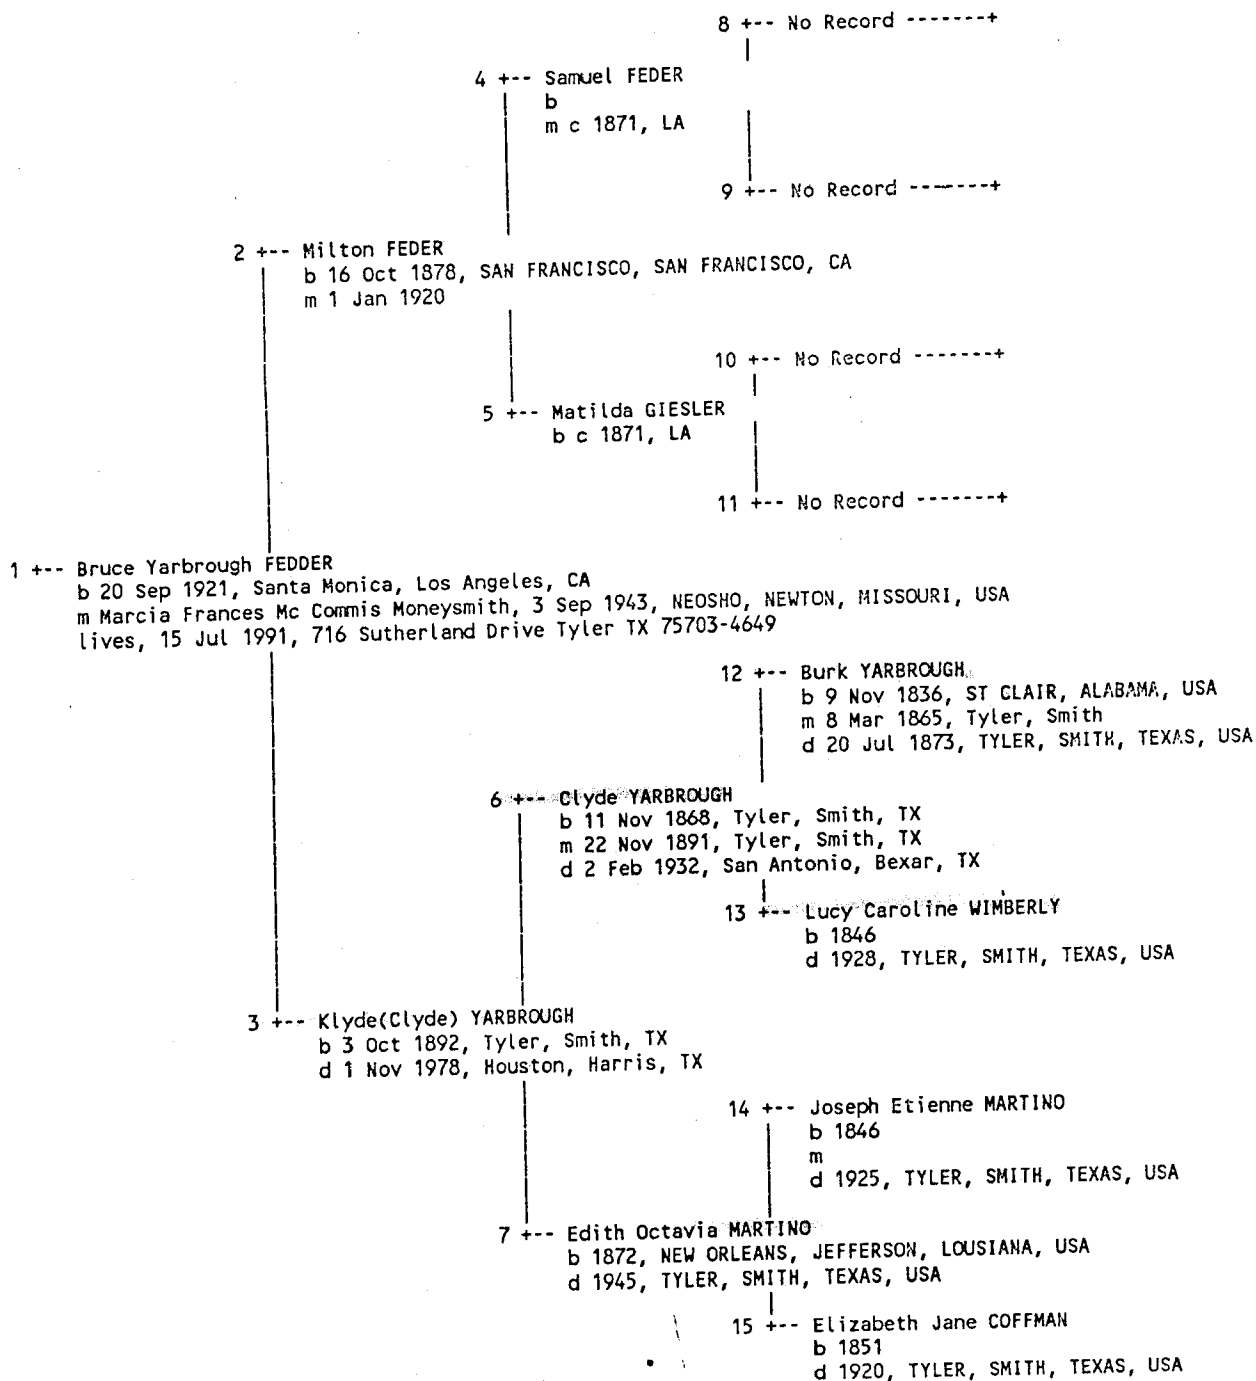 8 +-- No Record -------+
4 +-- Samuel FEDER
b
m c 1871, LA
9 +-- No Record -------+
2 +-- Milton FEDER
b 16 Oct 1878, SAN FRANCISCO, SAN FRANCISCO, CA
m 1 Jan 1920
10 +-- No Record -------+
5 +-- Matilda GIESLER
b c 1871, LA
11 +-- No Record -------+
1 +-- Bruce Yarbrough FEDDER
b 20 Sep 1921, Santa Monica, Los Angeles, CA
m Marcia Frances Mc Commis Moneysmith, 3 Sep 1943, NEOSHO, NEWTON, MISSOURI, USA
lives, 15 Jul 1991, 716 Sutherland Drive Tyler TX 75703-4649
12 +-- Burk YARBROUGH
b 9 Nov 1836, ST CLAIR, ALABAMA, USA
m 8 Mar 1865, Tyler, Smith
d 20 Jul 1873, TYLER, SMITH, TEXAS, USA
6 +-- Clyde YARBROUGH
b 11 Nov 1868, Tyler, Smith, TX
m 22 Nov 1891, Tyler, Smith, TX
d 2 Feb 1932, San Antonio, Bexar, TX
13 +-- Lucy Caroline WIMBERLY
b 1846
d 1928, TYLER, SMITH, TEXAS, USA
3 +-- Klyde(Clyde) YARBROUGH
b 3 Oct 1892, Tyler, Smith, TX
d 1 Nov 1978, Houston, Harris, TX
14 +-- Joseph Etienne MARTINO
b 1846
m
d 1925, TYLER, SMITH, TEXAS, USA
7 +-- Edith Octavia MARTINO
b 1872, NEW ORLEANS, JEFFERSON, LOUSIANA, USA
d 1945, TYLER, SMITH, TEXAS, USA
15 +-- Elizabeth Jane COFFMAN
b 1851
d 1920, TYLER, SMITH, TEXAS, USA